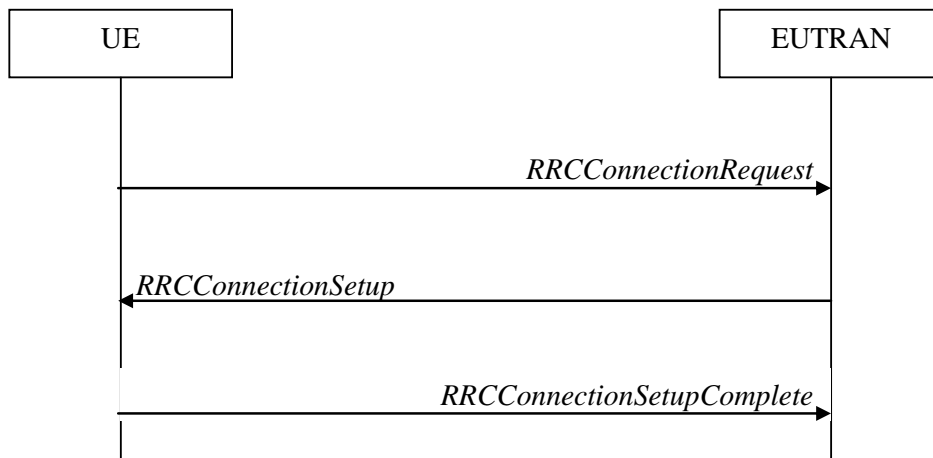 UE
EUTRAN
RRCConnectionRequest
RRCConnectionSetup
RRCConnectionSetupComplete